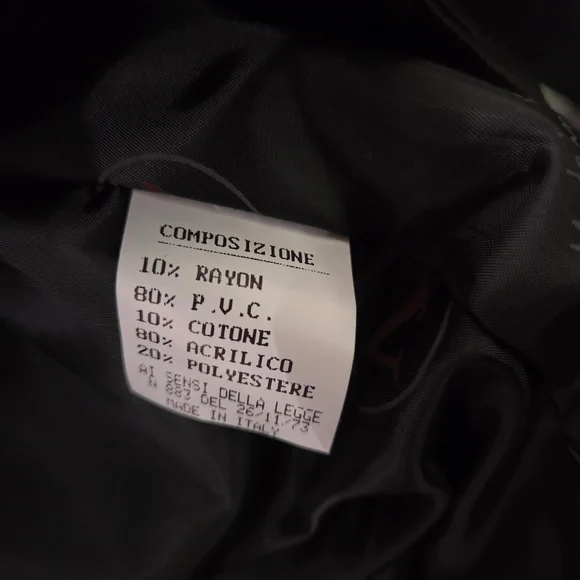 COMPOSIZIONE
10% RAYON
80% P.V.C.
10% COTONE
80% ACRILICO
20% POLYESTERE
AI SENSI DELLA LEGGE
N 883 DEL 26/11/73
MADE IN ITALY